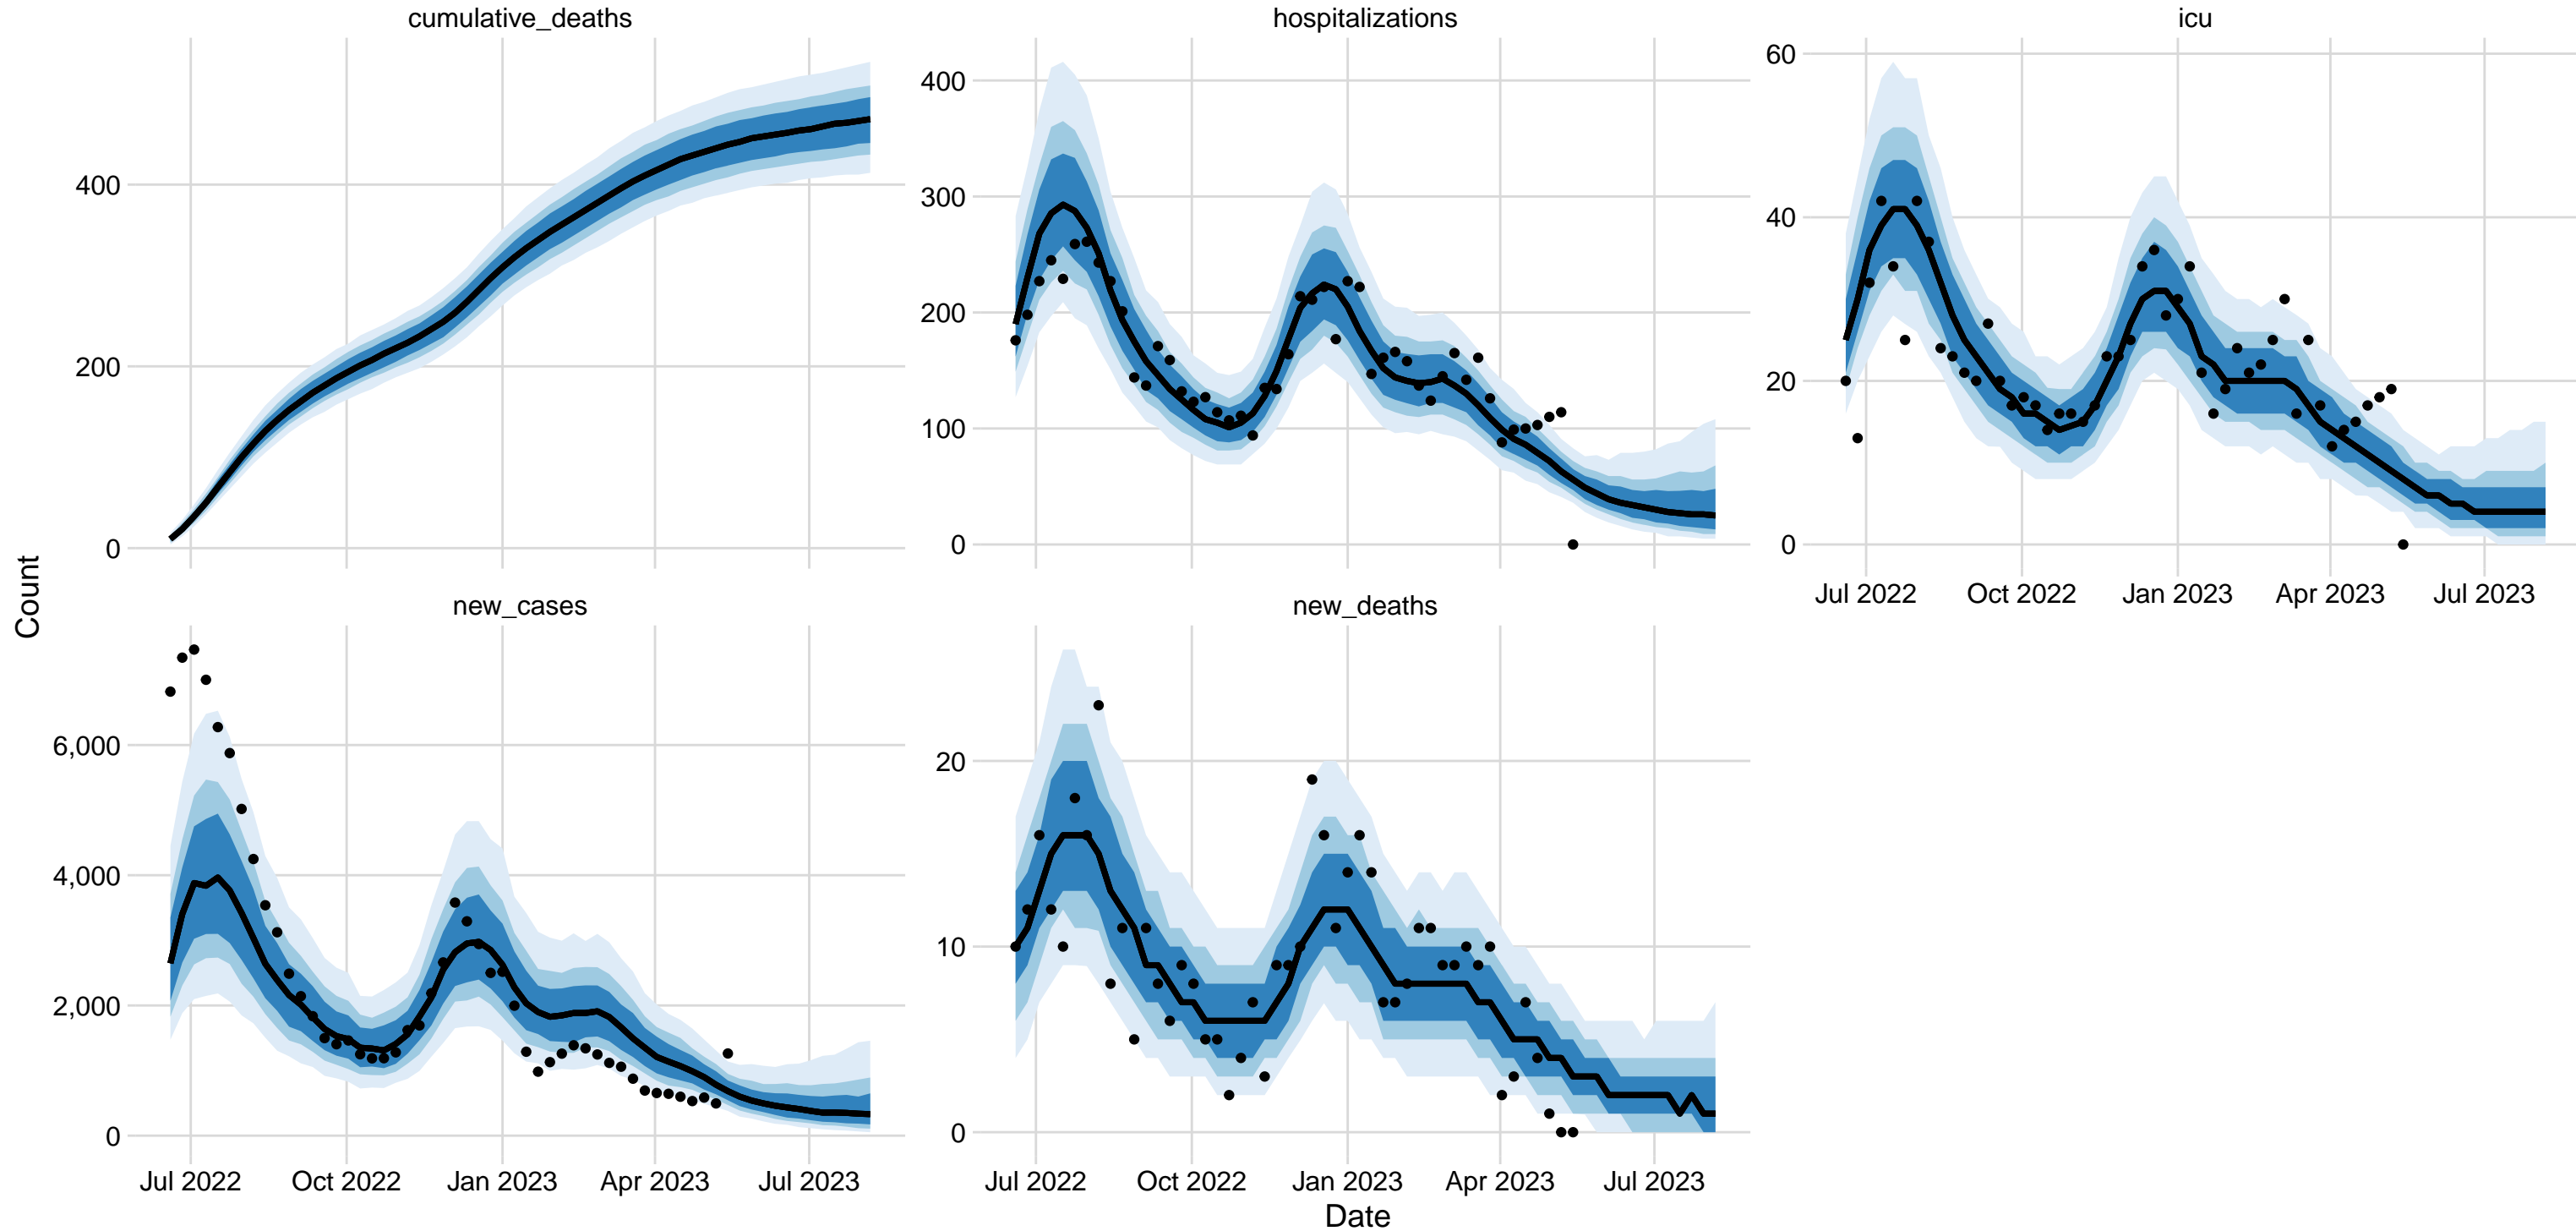 cumulative_deaths
hospitalizations
icu
400
200
0
400
300
200
100
0
60
40
20
0
Jul 2022 Oct 2022 Jan 2023 Apr 2023 Jul 2023
Count
new_cases
new_deaths
6,000
4,000
2,000
0
20
10
0
Jul 2022 Oct 2022 Jan 2023 Apr 2023 Jul 2023
Jul 2022 Oct 2022 Jan 2023 Apr 2023 Jul 2023
Date